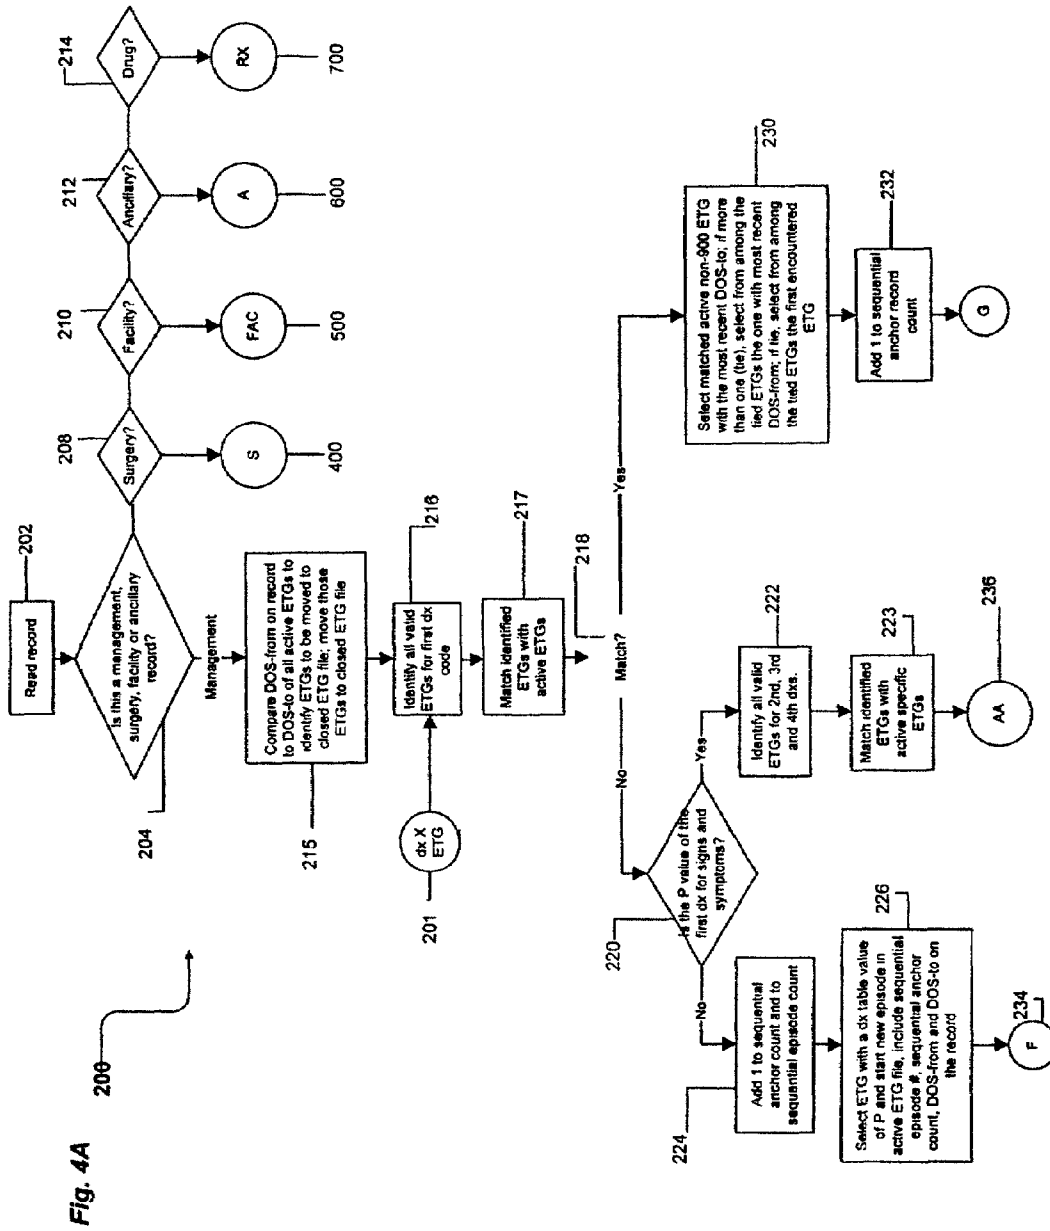 Fig. 4A
200
Read record
202
Is this a management,
surgery, facility or ancillary
record?
204
Surgery?
208
S
400
Facility?
210
FAC
500
Ancillary?
212
A
600
Drug?
214
RX
700
Management
Compare DOS-from on record
to DOS-to of all active ETGs to
identify ETGs to be moved to
closed ETG file; move those
ETGs to closed ETG file
215
dx X
ETG
201
Identify all valid
ETGs for first dx
code
216
Match identified
ETGs with
active ETGs
217
218
Match?
No
Yes
Is the P value of the
first dx for signs and
symptoms?
220
No
Yes
Add 1 to sequential
anchor count and to
sequential episode count
224
Select ETG with a dx table value
of P and start new episode in
active ETG file, include sequential
episode #, sequential anchor
count, DOS-from and DOS-to on
the record
226
F
234
Identify all valid
ETGs for 2nd, 3rd
and 4th dxs.
222
Match identified
ETGs with
active specific
ETGs
223
AA
236
Select matched active non-900 ETG
with the most recent DOS-to; if more
than one (tie), select from among the
tied ETGs the one with most recent
DOS-from; if tie, select from among
the tied ETGs the first encountered
ETG
230
Add 1 to sequential
anchor record
count
232
G